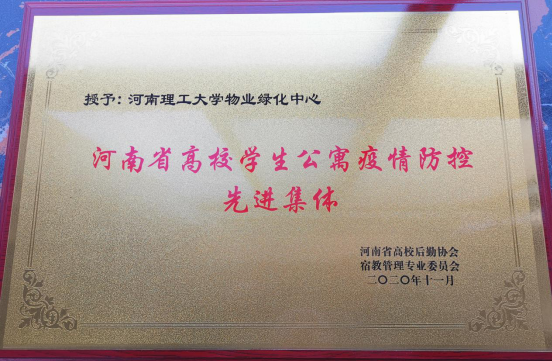 授予：河南理工大学物业绿化中心
河南省高校学生公寓疫情防控
先进集体
河南省高校后勤协会
宿教管理专业委员会
二〇二〇年十一月